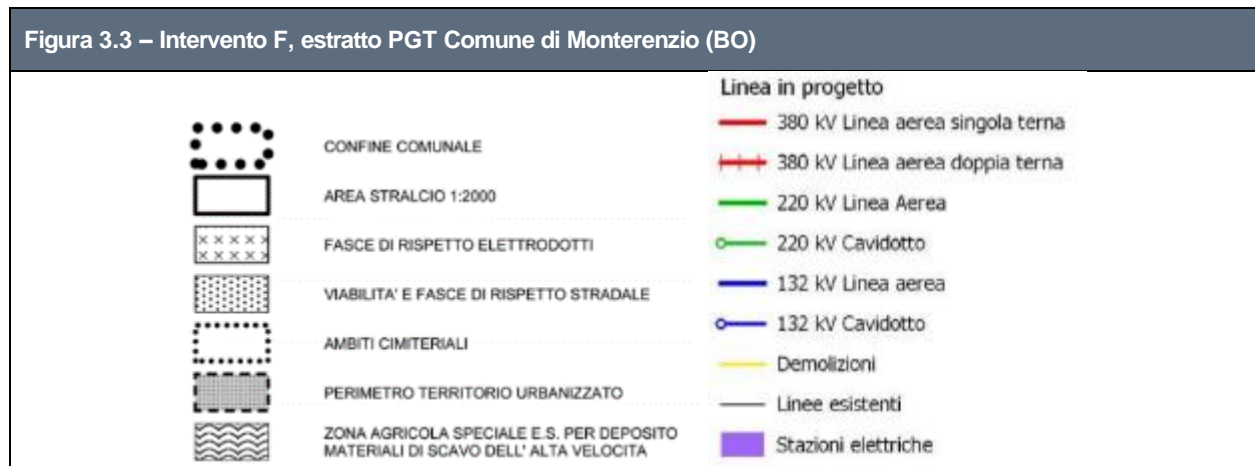 Figura 3.3 – Intervento F, estratto PGT Comune di Monterenzio (BO)
CONFINE COMUNALE
AREA STRALCIO 1:2000
FASCE DI RISPETTO ELETTRODOTTI
VIABILITA' E FASCE DI RISPETTO STRADALE
AMBITI CIMITERIALI
PERIMETRO TERRITORIO URBANIZZATO
ZONA AGRICOLA SPECIALE E.S. PER DEPOSITO
MATERIALI DI SCAVO DELL' ALTA VELOCITA
Linea in progetto
380 kV Linea aerea singola terna
380 kV Linea aerea doppia terna
220 kV Linea Aerea
220 kV Cavidotto
132 kV Linea aerea
132 kV Cavidotto
Demolizioni
Linee esistenti
Stazioni elettriche